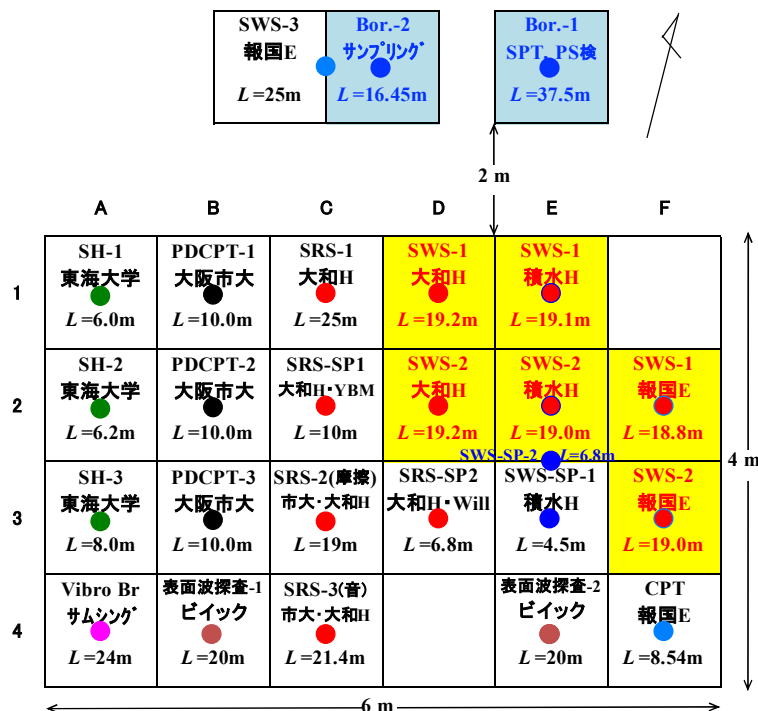 SWS-3
報国E
L =25m
Bor.-2
サンプリング
L =16.45m
Bor.-1
SPT, PS検
L =37.5m
2 m
A B C D E F
1
SH-1
東海大学
L =6.0m
PDCPT-1
大阪市大
L =10.0m
SRS-1
大和H
L =25m
SWS-1
大和H
L =19.2m
SWS-1
積水H
L =19.1m
2
SH-2
東海大学
L =6.2m
PDCPT-2
大阪市大
L =10.0m
SRS-SP1
大和H・YBM
L =10m
SWS-2
大和H
L =19.2m
SWS-2
積水H
L =19.0m
SWS-1
報国E
L =18.8m
SWS-SP-2 L=6.8m
4 m
3
SH-3
東海大学
L =8.0m
PDCPT-3
大阪市大
L =10.0m
SRS-2(摩擦)
市大・大和H
L =19m
SRS-SP2
大和H・Will
L =6.8m
SWS-SP-1
積水H
L =4.5m
SWS-2
報国E
L =19.0m
4
Vibro Br
サムシング
L =24m
表面波探査-1
ビイック
L =20m
SRS-3(音)
市大・大和H
L =21.4m
表面波探査-2
ビイック
L =20m
CPT
報国E
L =8.54m
6 m